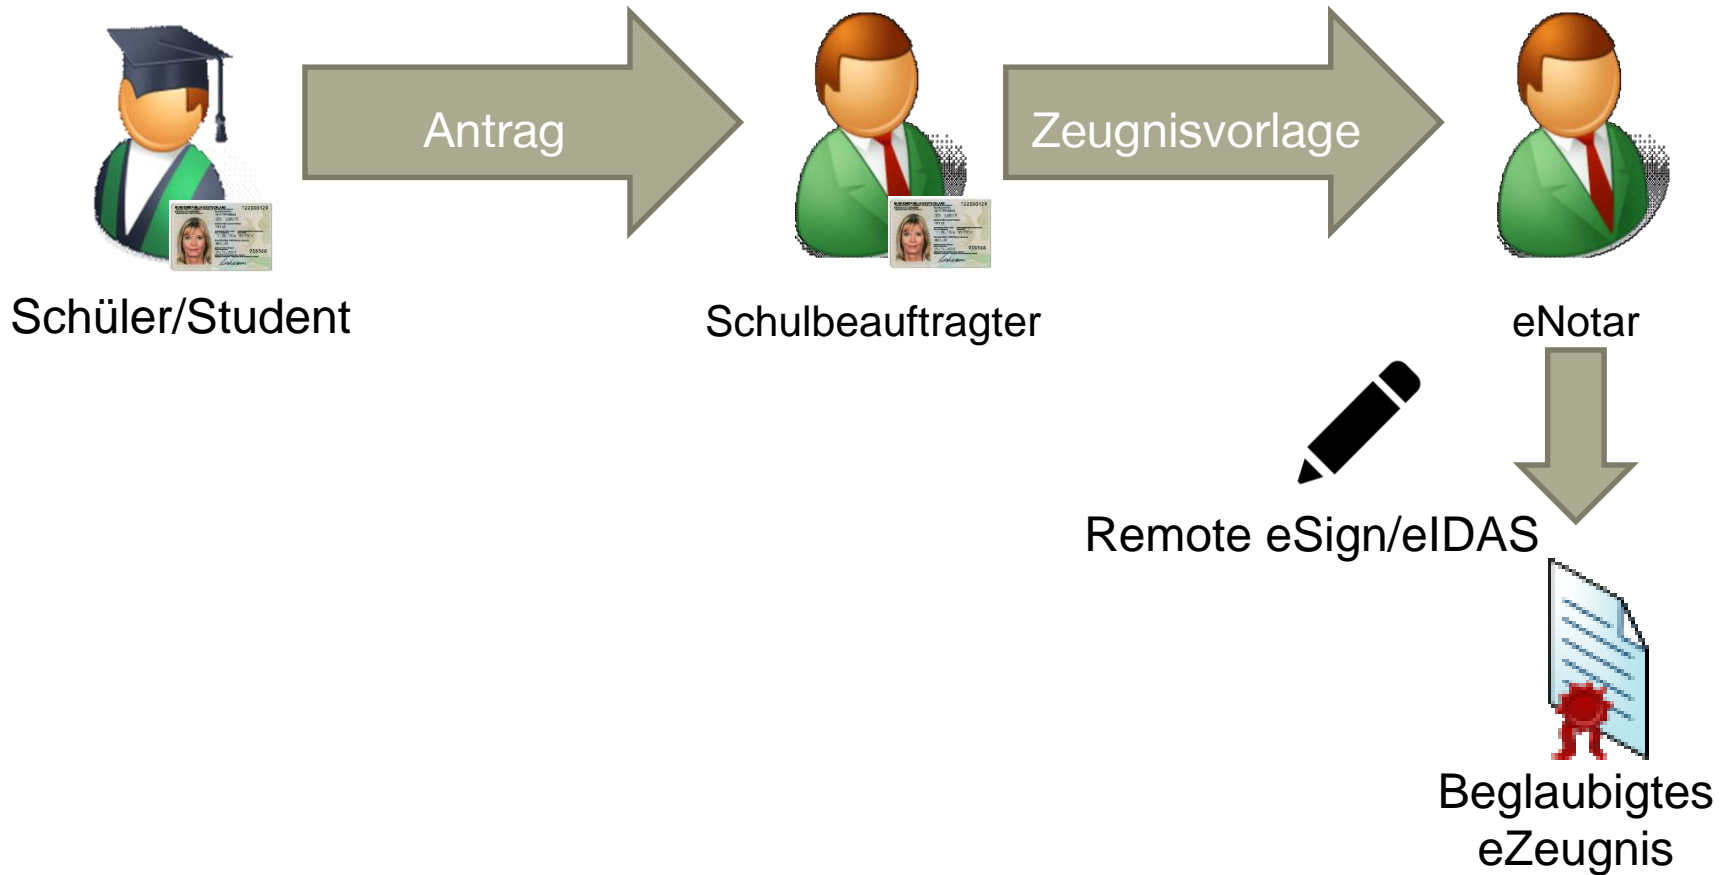 Antrag
Zeugnisvorlage
Schüler/Student
Schulbeauftragter
eNotar
Remote eSign/eIDAS
Beglaubigtes
eZeugnis